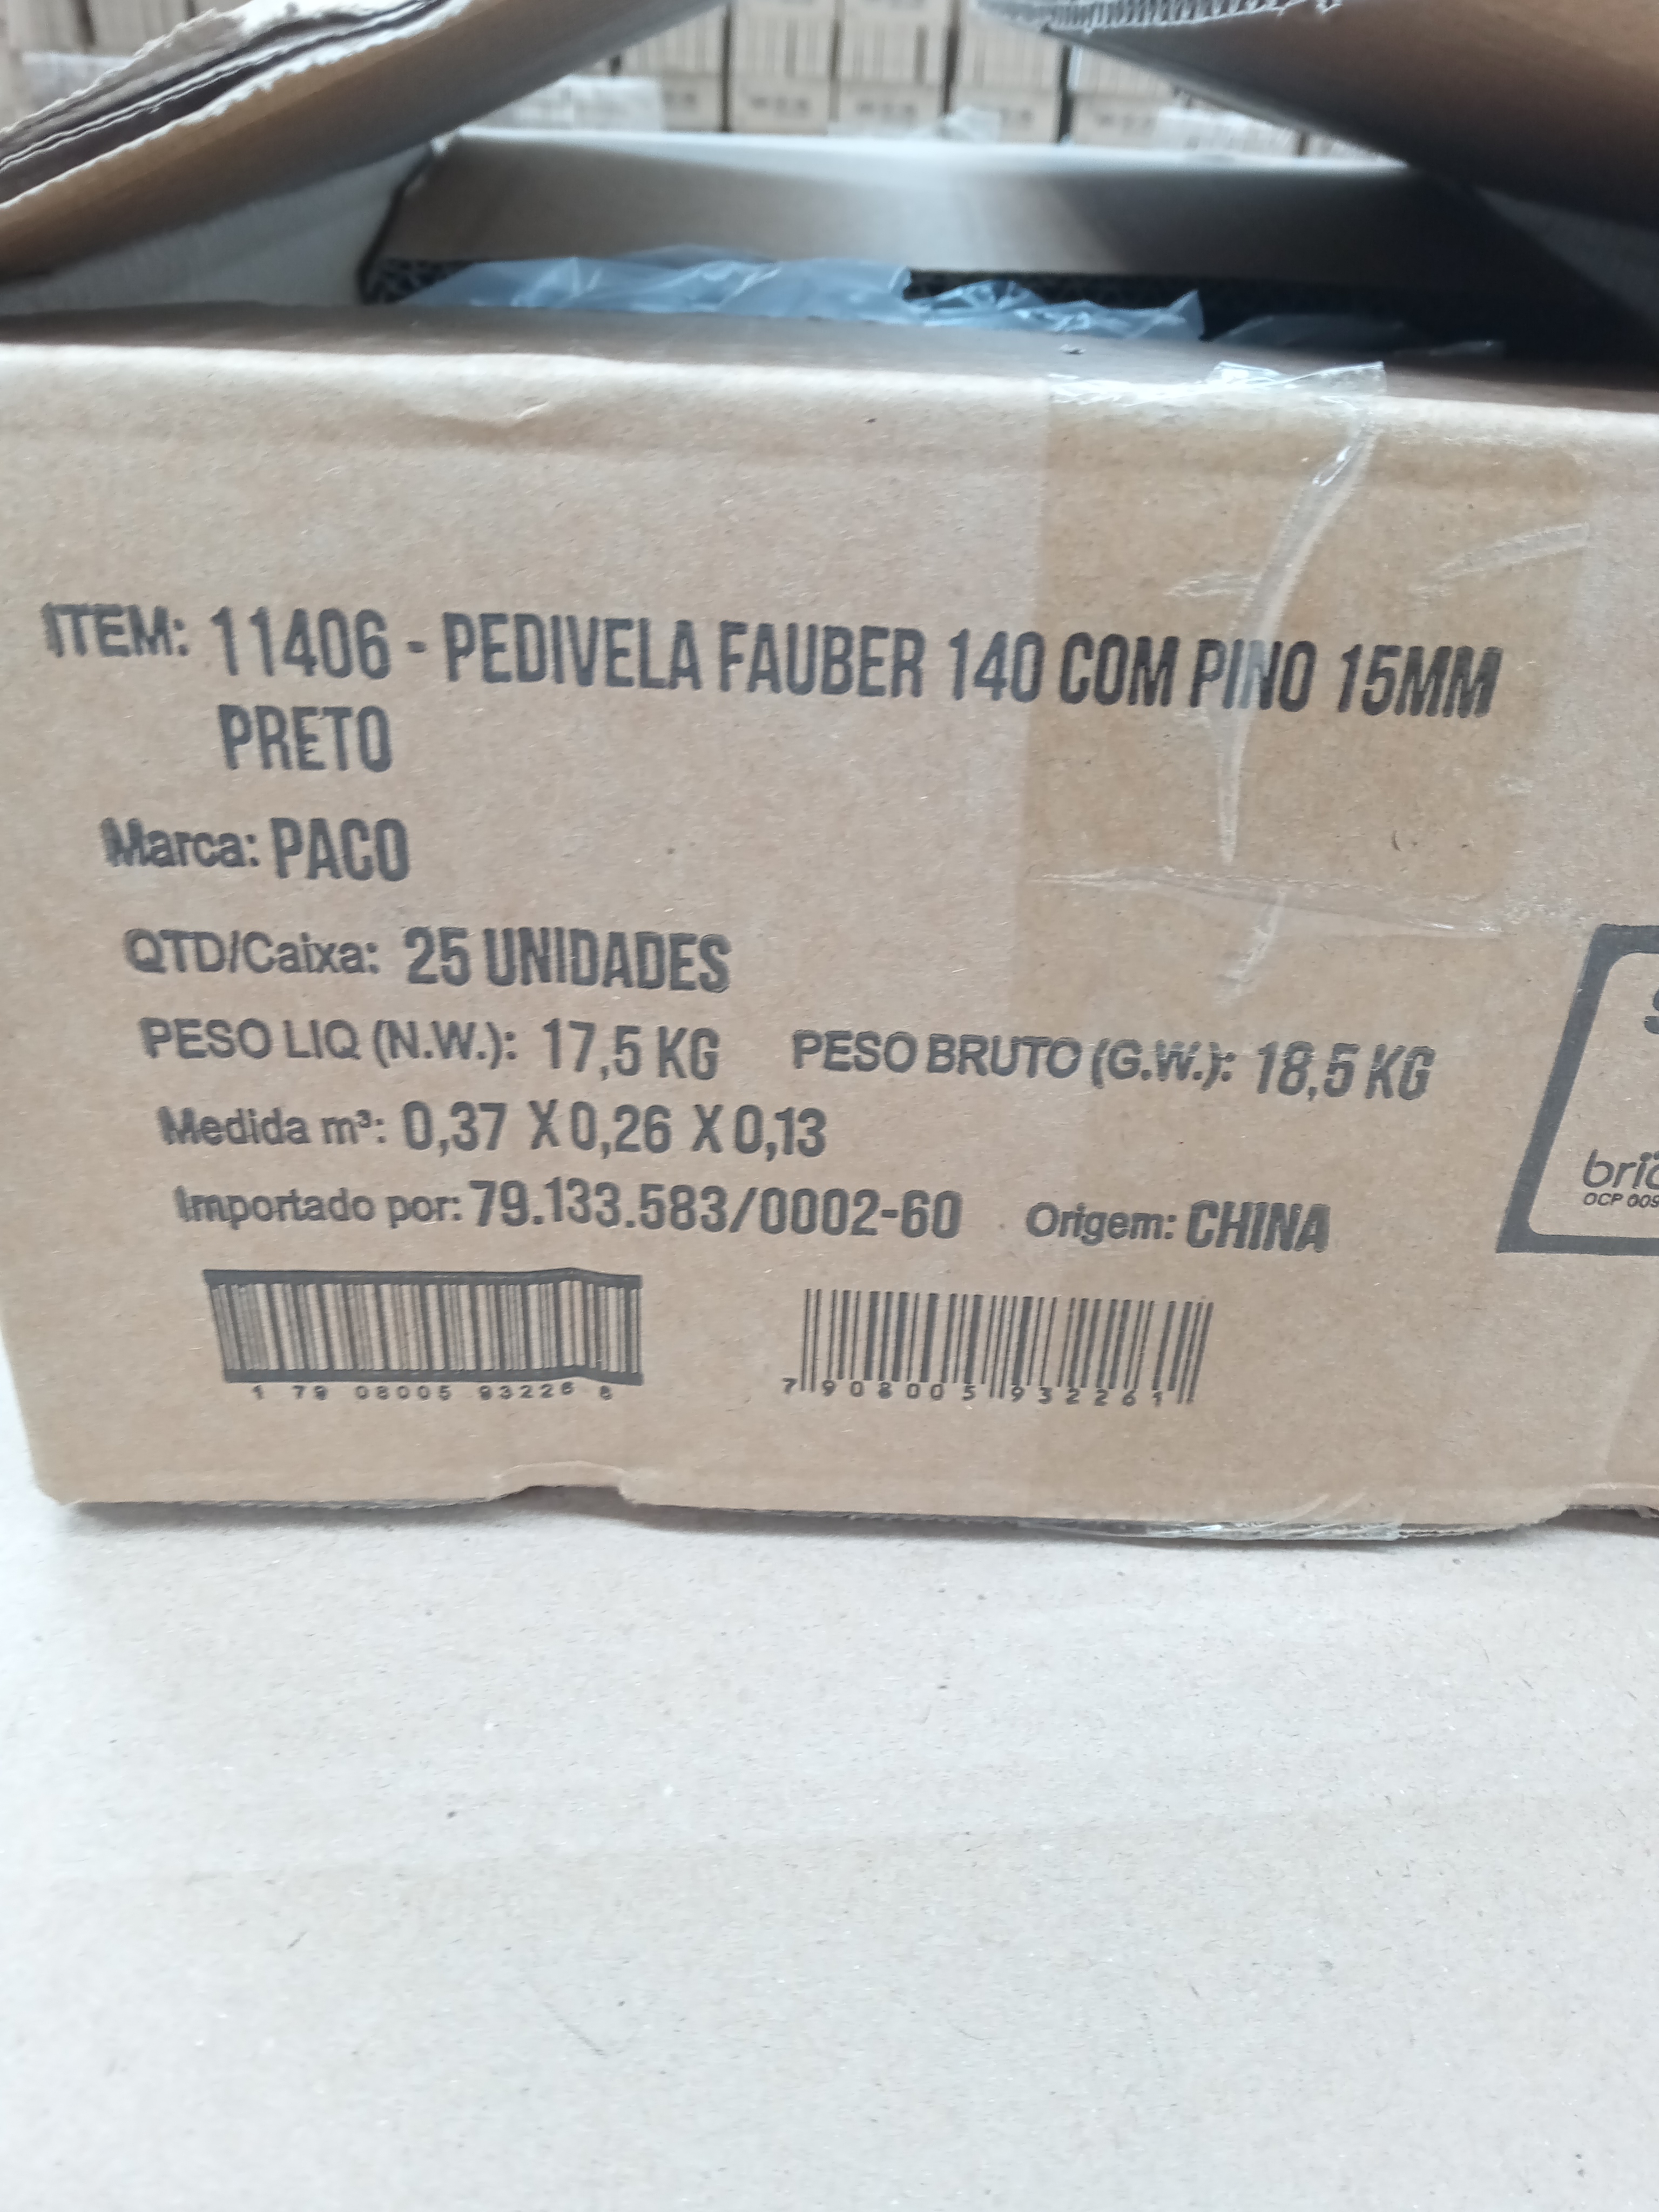 ITEM: 11406 - PEDIVELA FAUBER 140 COM PINO 15MM
PRETO
Marca: PACO
QTD/Caixa: 25 UNIDADES
PESO LIQ (N.W.): 17,5 KG PESO BRUTO (G.W.): 18,5 KG
Medida m³: 0,37 X 0,26 X 0,13
Importado por: 79.133.583/0002-60 Origem: CHINA
1 79 08005 93226 8
7 908005 932261
OCP 009